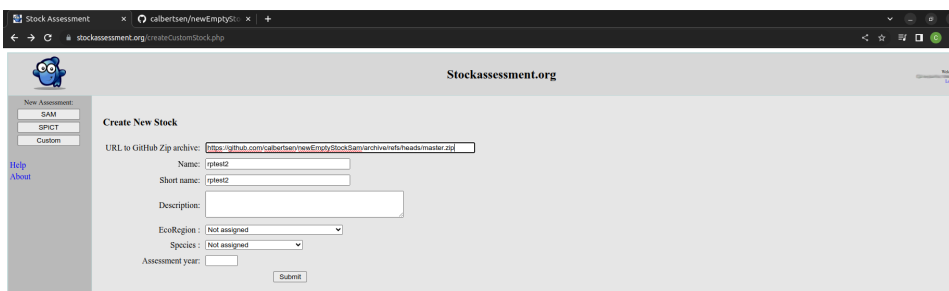 Stock Assessment
calbertsen/newEmptySto
stockassessment.org/createCustomStock.php
Stockassessment.org
New Assessment:
SAM
SPICT
Custom
Help
About
Create New Stock
URL to GitHub Zip archive: https://github.com/calbertsen/newEmptyStockSam/archive/refs/heads/master.zip
Name: rptest2
Short name: rptest2
Description:
EcoRegion : Not assigned
Species : Not assigned
Assessment year:
Submit